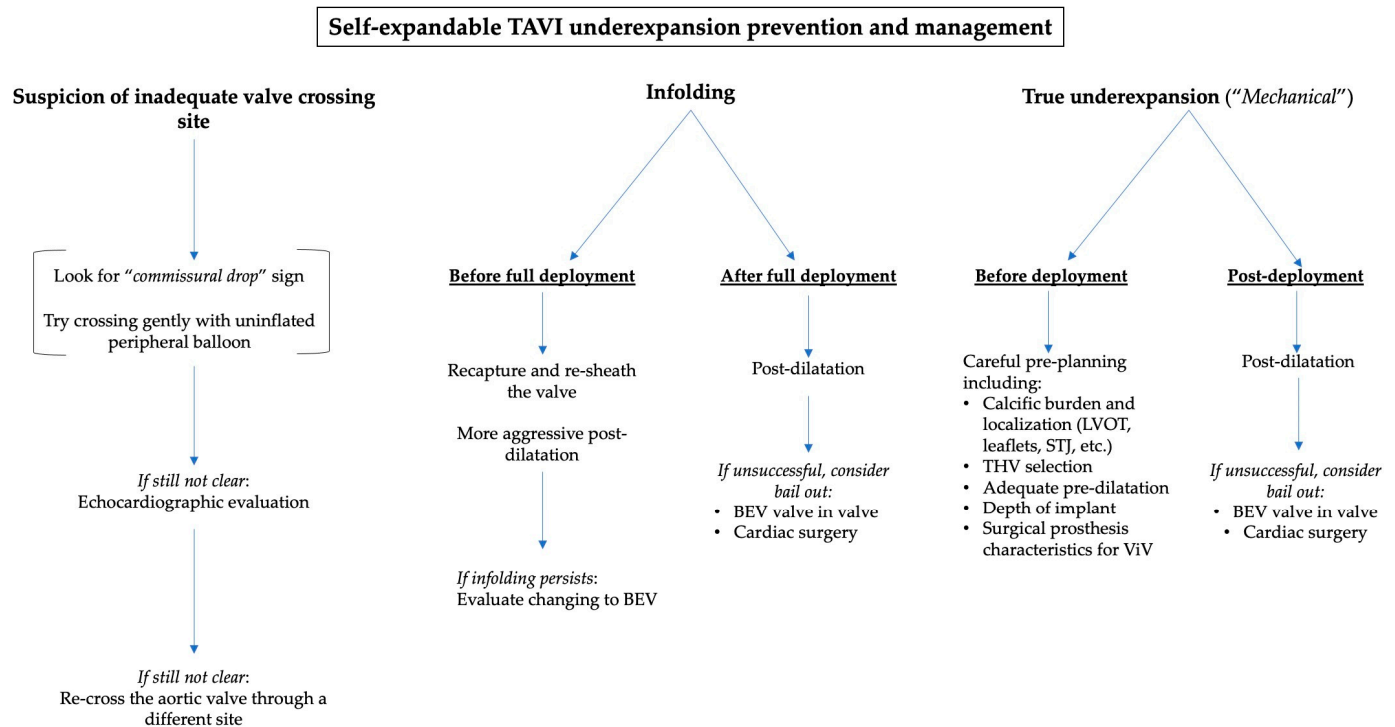 Self-expandable TAVI underexpansion prevention and management
Suspicion of inadequate valve crossing
site
Look for “commissural drop” sign
Try crossing gently with uninflated
peripheral balloon
If still not clear:
Echocardiographic evaluation
If still not clear:
Re-cross the aortic valve through a
different site
Infolding
Before full deployment
Recapture and re-sheath
the valve
More aggressive post-
dilatation
If infolding persists:
Evaluate changing to BEV
After full deployment
Post-dilatation
If unsuccessful, consider
bail out:
• BEV valve in valve
• Cardiac surgery
True underexpansion (“Mechanical”)
Before deployment
Careful pre-planning
including:
• Calcific burden and
localization (LVOT,
leaflets, STJ, etc.)
• THV selection
• Adequate pre-dilatation
• Depth of implant
• Surgical prosthesis
characteristics for ViV
Post-deployment
Post-dilatation
If unsuccessful, consider
bail out:
• BEV valve in valve
• Cardiac surgery